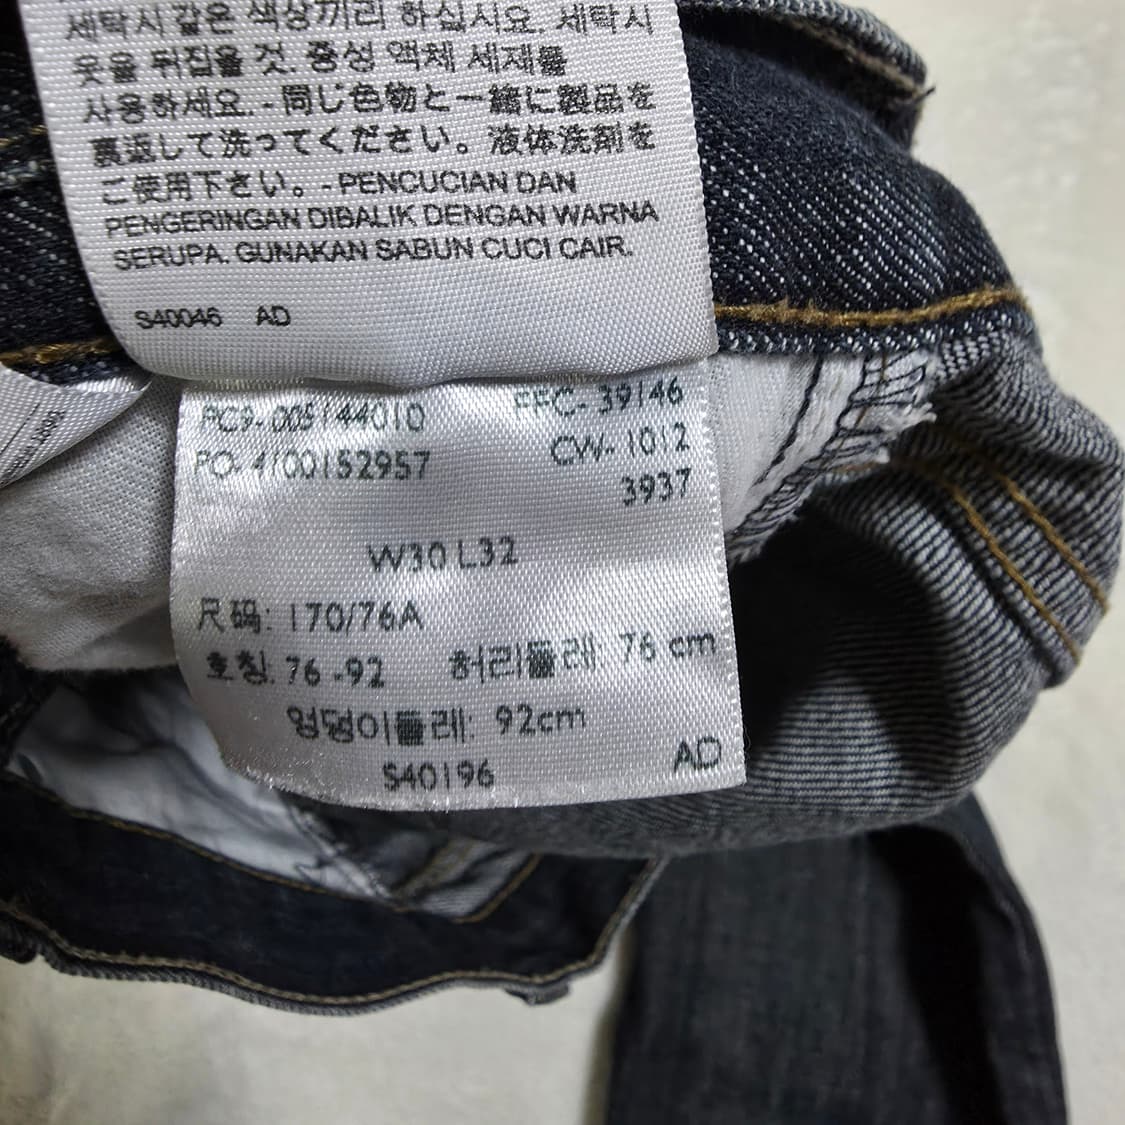 세탁시 같은 색상끼리 하십시요. 세탁시
옷을 뒤집을 것. 중성 액체 세제를
사용하세요. - 同じ色物と一緒に製品を
裏返して洗ってください。液体洗剤を
ご使用下さい。- PENCUCIAN DAN
PENGERINGAN DIBALIK DENGAN WARNA
SERUPA. GUNAKAN SABUN CUCI CAIR.
S40046 AD
PC9-005144010 FFC-39146
PO-4100152957 CW-1012
3937
W30 L32
尺码: 170/76A
호칭: 76-92 허리둘레: 76 cm
엉덩이둘레: 92cm
S40196 AD